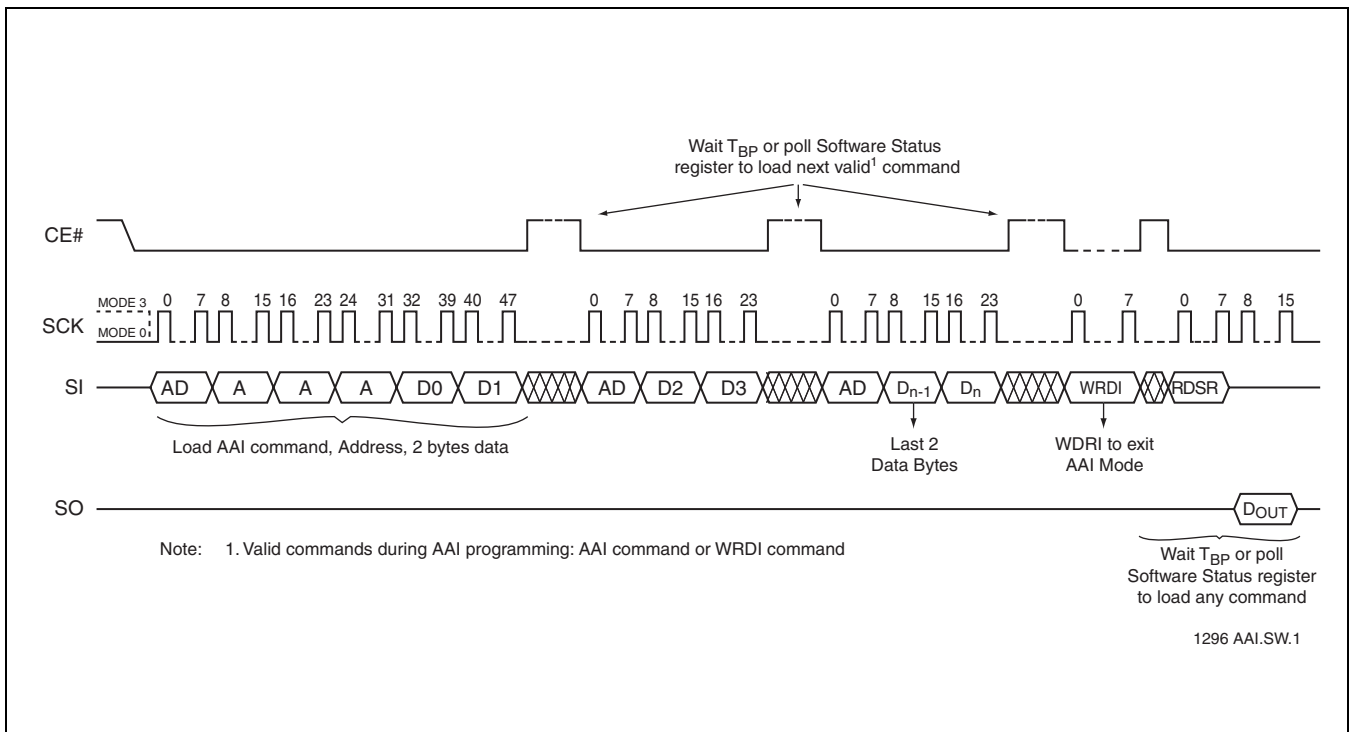 Wait TBP or poll Software Status
register to load next valid1 command
CE#
MODE 3 0 7 8 15 16 23 24 31 32 39 40 47 0 7 8 15 16 23 0 7 8 15 16 23 0 7 0 7 8 15
SCK
MODE 0
SI AD A A A D0 D1 AD D2 D3 AD Dn-1 Dn WRDI RDSR
Load AAI command, Address, 2 bytes data
Last 2
Data Bytes
WDRI to exit
AAI Mode
SO DOUT
Note: 1. Valid commands during AAI programming: AAI command or WRDI command
Wait TBP or poll
Software Status register
to load any command
1296 AAI.SW.1